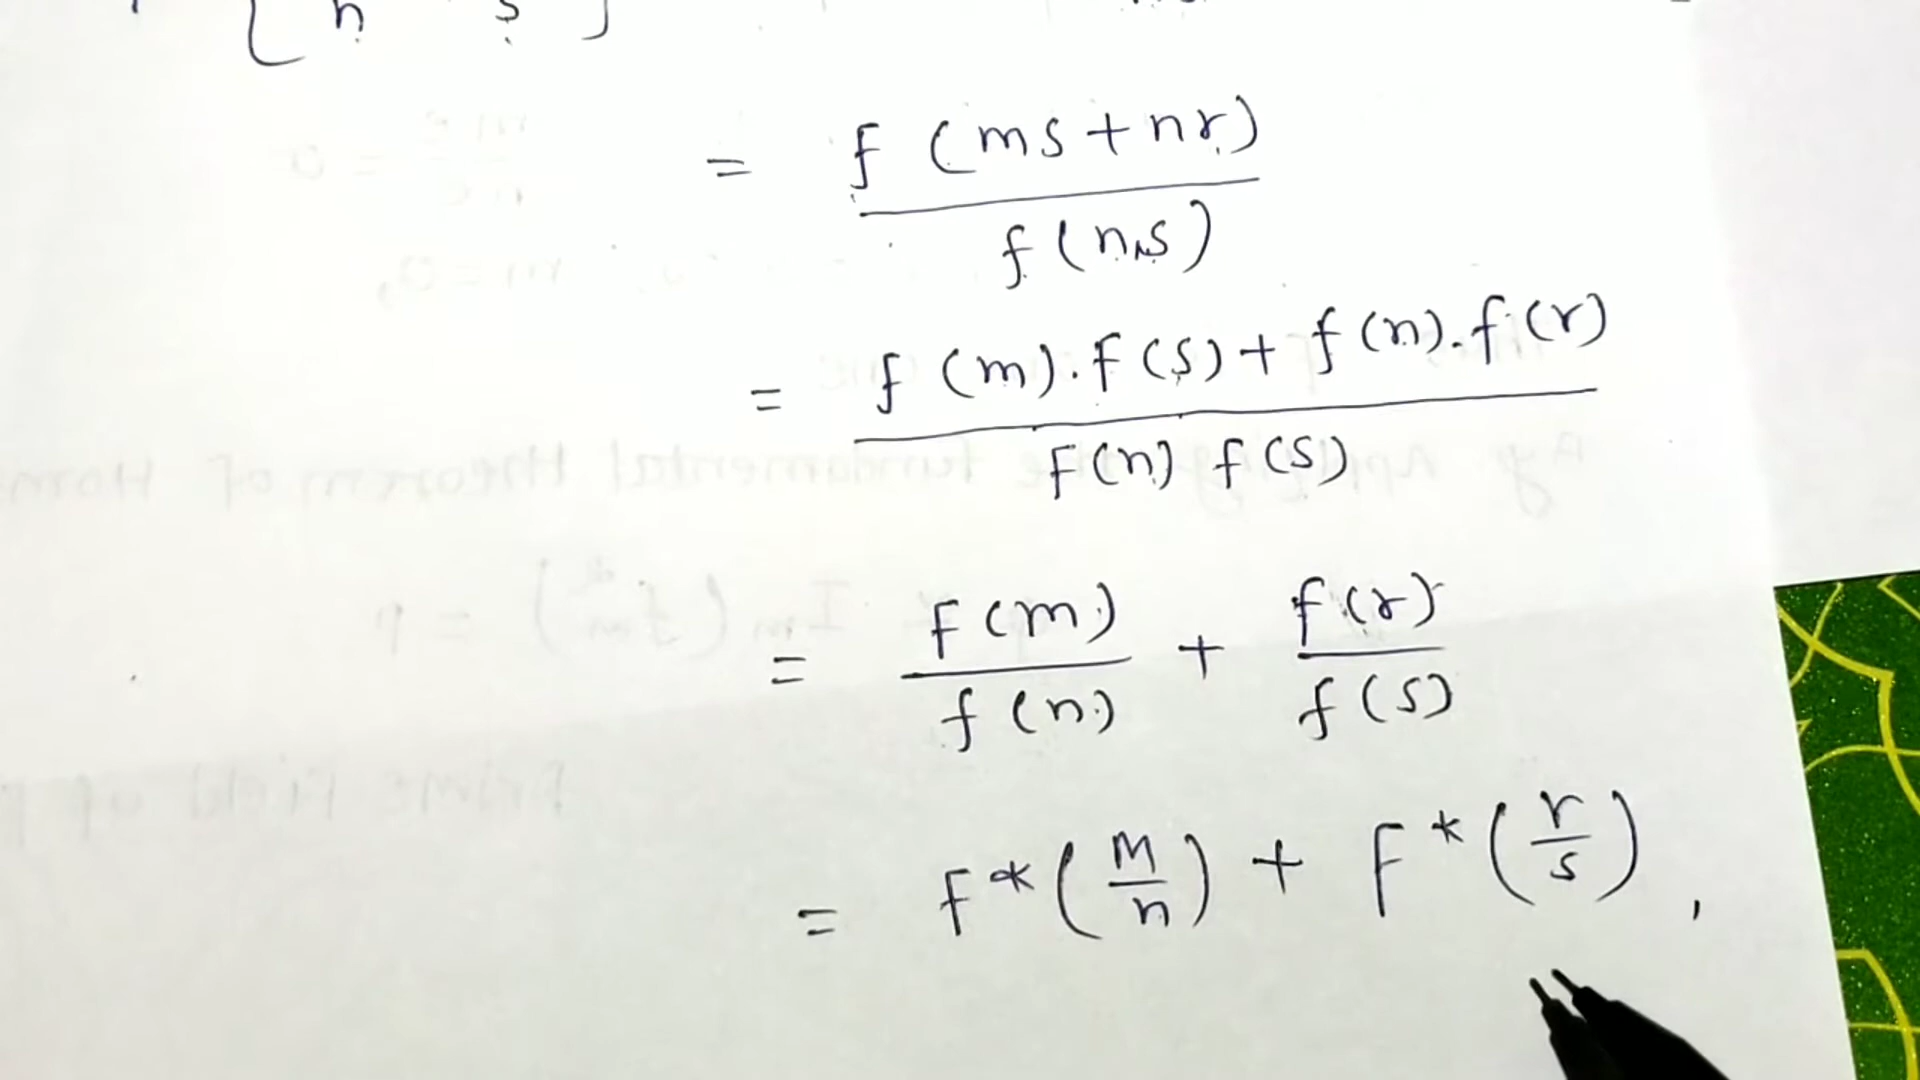 [ n s ]
= f (ms + nr)
f (n.s)
= f (m) . f (s) + f (n) . f (r)
F(n) f (s)
= F(m) + f (r)
f (n) f (s)
= F* (m/n) + F* (r/s) ,